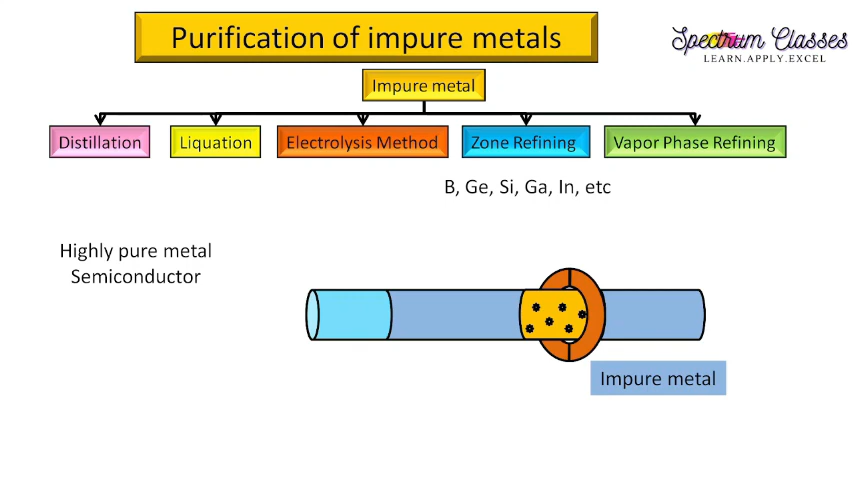 Purification of impure metals
Spectrum Classes
LEARN.APPLY.EXCEL
Impure metal
Distillation
Liquation
Electrolysis Method
Zone Refining
Vapor Phase Refining
B, Ge, Si, Ga, In, etc
Highly pure metal
Semiconductor
Impure metal